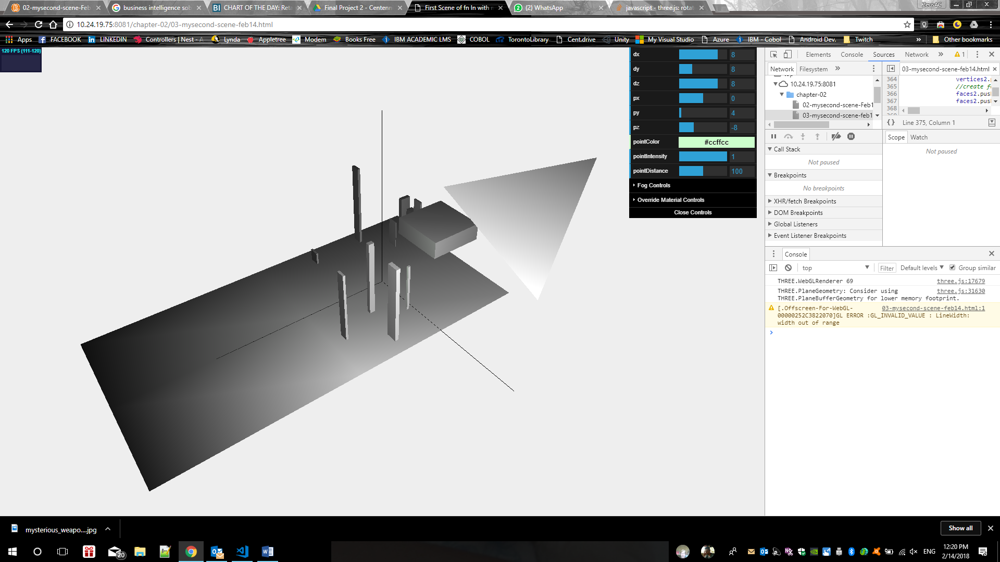 02-mysecond-scene-Feb
business intelligence sob
CHART OF THE DAY: Reta
Final Project 2 - Centenn
First Scene of fn ln with m
(2) WhatsApp
javascript - three.js: rotat
ZeusAC
10.24.19.75:8081/chapter-02/03-mysecond-scene-feb14.html
Apps
FACEBOOK
LINKEDIN
Controllers | Nest - A
Lynda
Appletree
Modem
Books Free
IBM ACADEMIC LMS
COBOL
TorontoLibrary
Cent.drive
Unity
My Visual Studio
Azure
IBM - Cobol
Android Dev.
Twitch
»
Other bookmarks
120 FPS (111-120)
dx 8
dy 8
dz 8
px 0
py 4
pz -8
pointColor #ccffcc
pointIntensity 1
pointDistance 100
Fog Controls
Override Material Controls
Close Controls
Elements Console Sources Network » 1
Network Filesystem »
03-mysecond-scene-feb14.html
10.24.19.75:8081
chapter-02
02-mysecond-scene-Feb1
03-mysecond-scene-feb1
364 vertices2.p
365 //create f
366 faces2.pus
367 faces2.pus
368
{} Line 375, Column 1
Scope Watch
Not paused
Call Stack
Not paused
Breakpoints
No breakpoints
XHR/fetch Breakpoints
DOM Breakpoints
Global Listeners
Event Listener Breakpoints
Console
top Filter Default levels Group similar
THREE.WebGLRenderer 69 three.js:17679
THREE.PlaneGeometry: Consider using three.js:31630
THREE.PlaneBufferGeometry for lower memory footprint.
[.Offscreen-For-WebGL- 03-mysecond-scene-feb14.html:1
00000252C3822070]GL ERROR :GL_INVALID_VALUE : LineWidth:
width out of range
mysterious_weapo....jpg
Show all
20
ENG
12:20 PM
2/14/2018